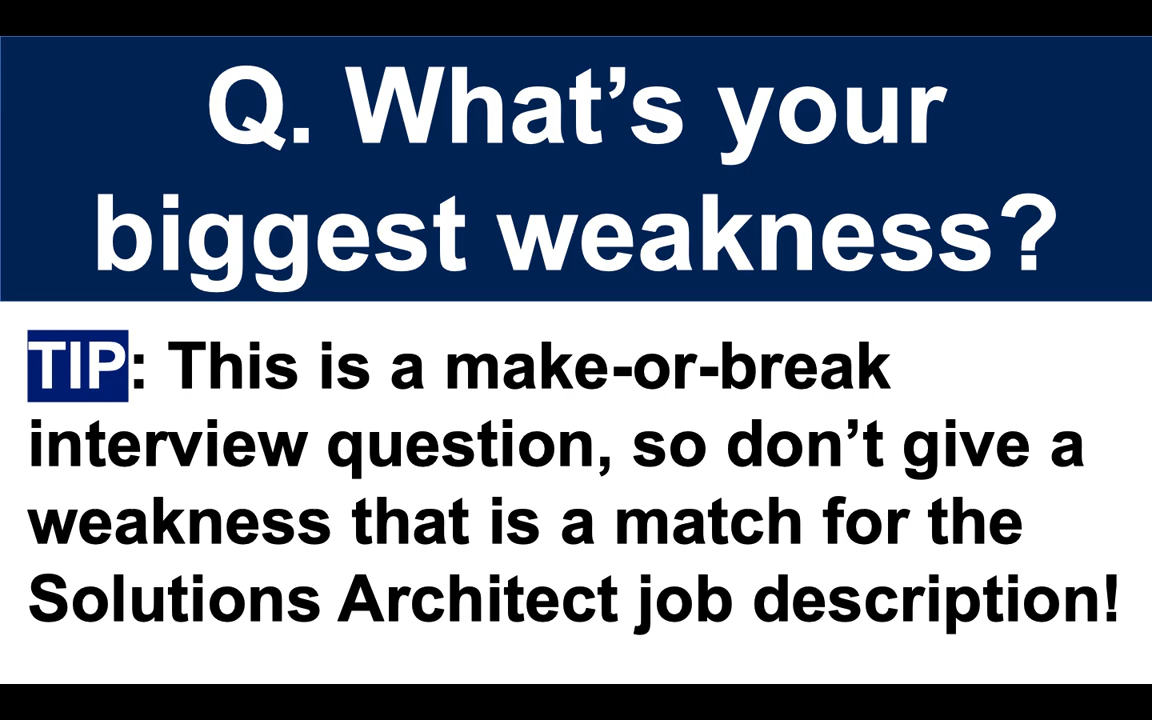 Q. What’s your
biggest weakness?
TIP: This is a make-or-break
interview question, so don’t give a
weakness that is a match for the
Solutions Architect job description!